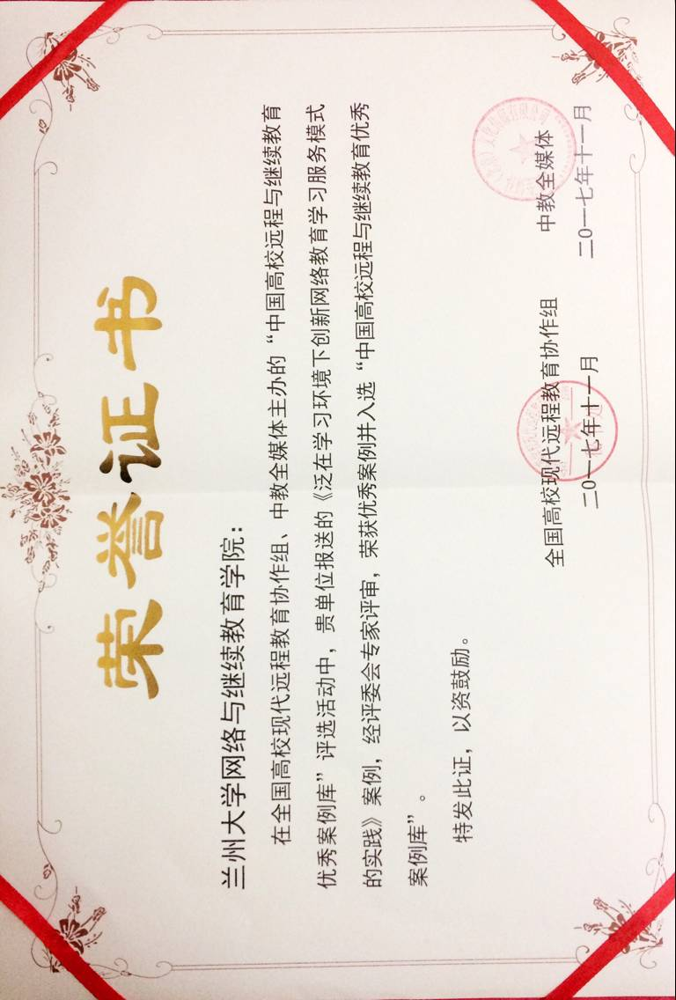 荣誉证书
兰州大学网络与继续教育学院：
在全国高校现代远程教育协作组、中教全媒体主办的“中国高校远程与继续教育
优秀案例库”评选活动中，贵单位报送的《泛在学习环境下创新网络教育学习服务模式
的实践》案例，经评委会专家评审，荣获优秀案例并入选“中国高校远程与继续教育优秀
案例库”。
特发此证，以资鼓励。
全国高校现代远程教育协作组 中教全媒体
二0一七年十一月 二0一七年十一月